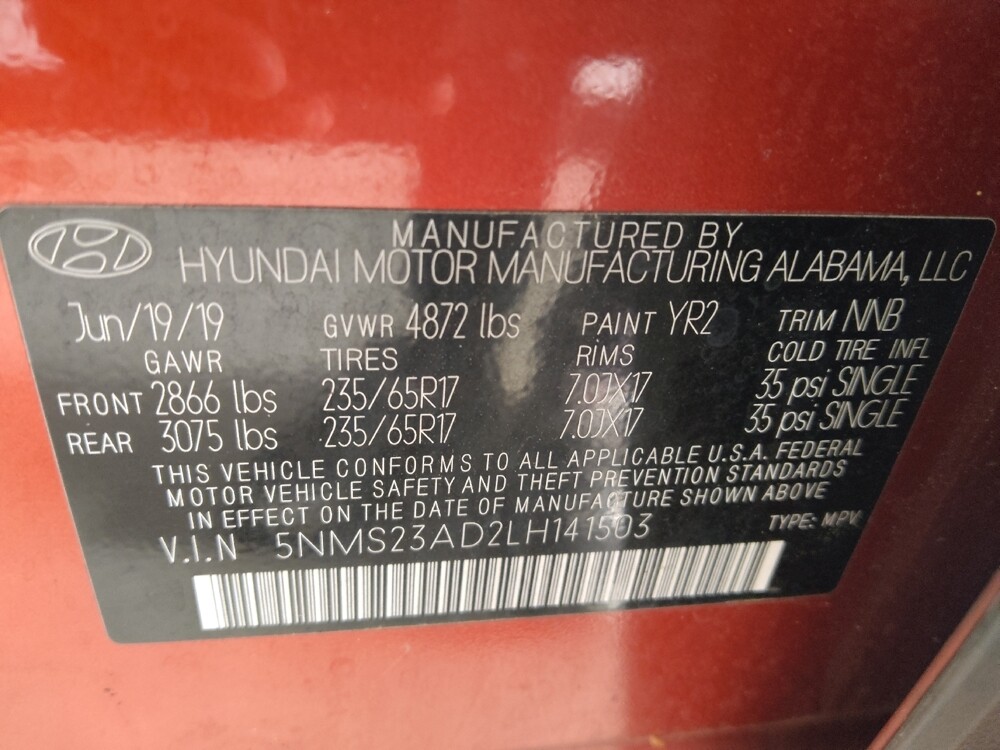 MANUFACTURED BY
HYUNDAI MOTOR MANUFACTURING ALABAMA, LLC
Jun/19/19 GVWR 4872 lbs PAINT YR2 TRIM NNB
GAWR TIRES RIMS COLD TIRE INFL
FRONT 2866 lbs 235/65R17 7.0JX17 35 psi SINGLE
REAR 3075 lbs 235/65R17 7.0JX17 35 psi SINGLE
THIS VEHICLE CONFORMS TO ALL APPLICABLE U.S.A. FEDERAL
MOTOR VEHICLE SAFETY AND THEFT PREVENTION STANDARDS
IN EFFECT ON THE DATE OF MANUFACTURE SHOWN ABOVE
V.I.N 5NMS23AD2LH141503 TYPE: MPV